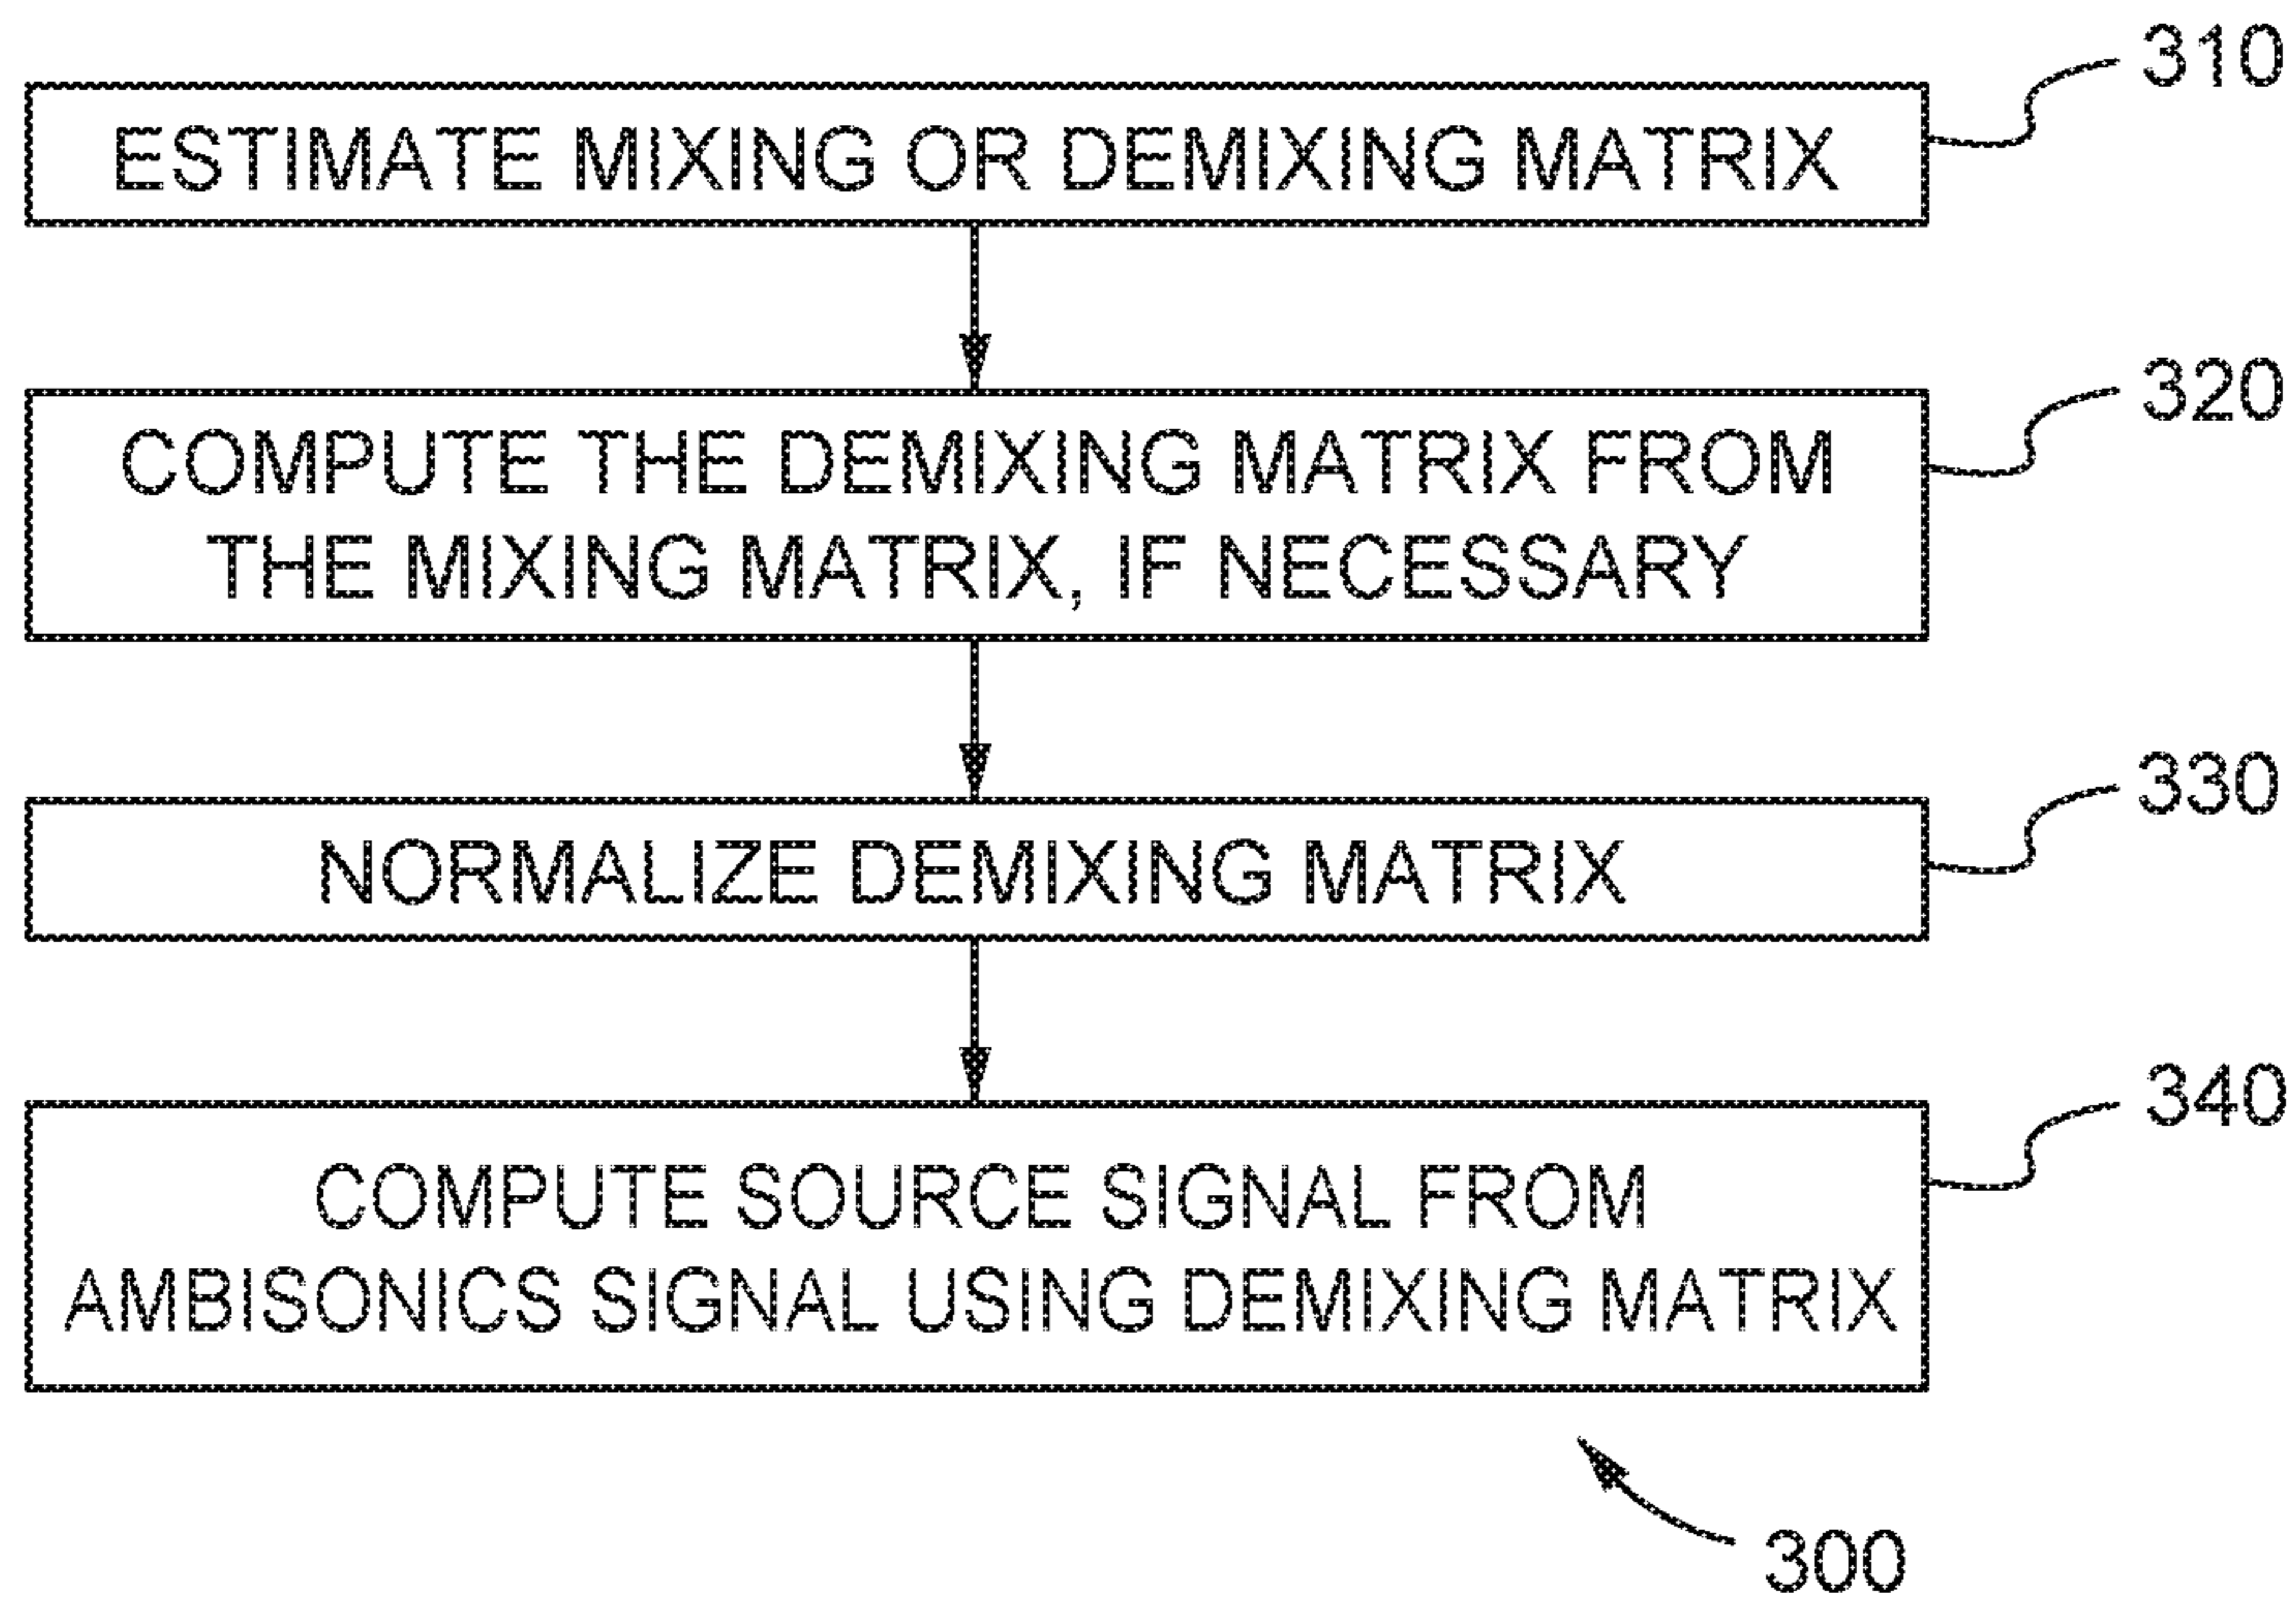 310
ESTIMATE MIXING OR DEMIXING MATRIX
320
COMPUTE THE DEMIXING MATRIX FROM
THE MIXING MATRIX, IF NECESSARY
330
NORMALIZE DEMIXING MATRIX
340
COMPUTE SOURCE SIGNAL FROM
AMBISONICS SIGNAL USING DEMIXING MATRIX
300